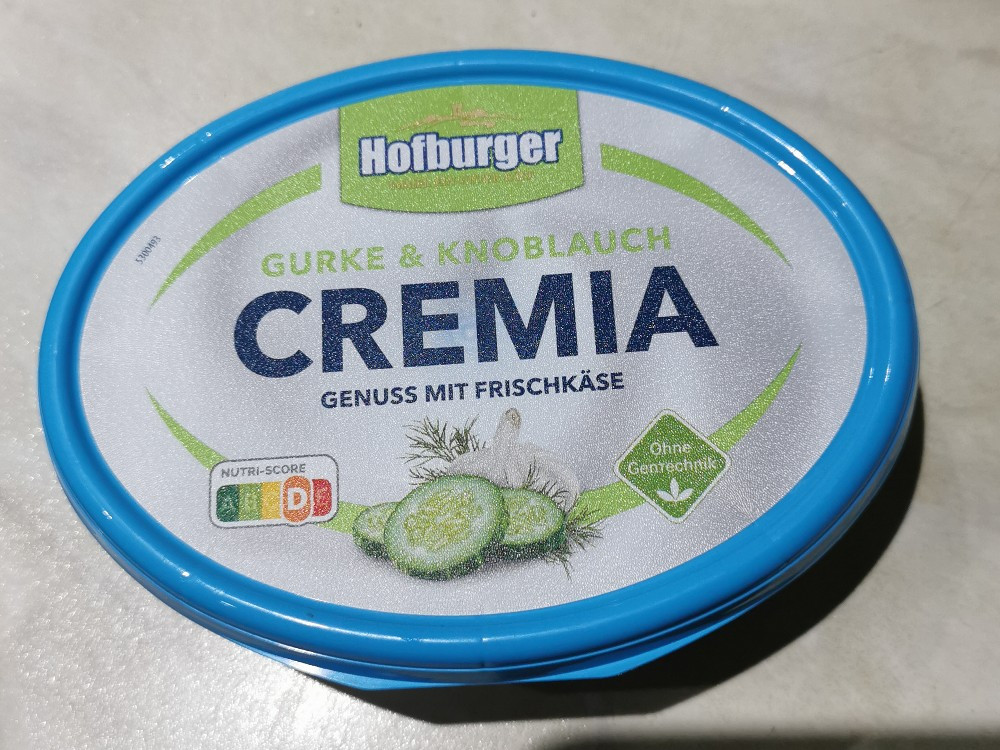 Hofburger
GURKE & KNOBLAUCH
CREMIA
GENUSS MIT FRISCHKÄSE
NUTRI-SCORE
A B C D E
Ohne
Gentechnik